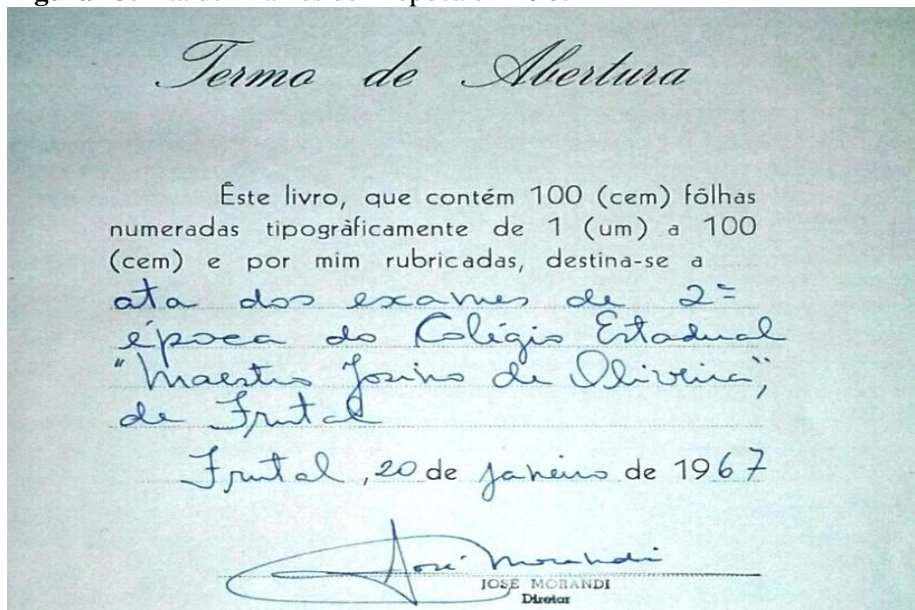 Termo de Abertura
Êste livro, que contém 100 (cem) fôlhas
numeradas tipogràficamente de 1 (um) a 100
(cem) e por mim rubricadas, destina-se a
ata dos exames de 2ª
época do Colégio Estadual
"Maestro Josino de Oliveira",
de Frutal
Frutal, 20 de janeiro de 1967
José Morandi
JOSÉ MORANDI
Diretor